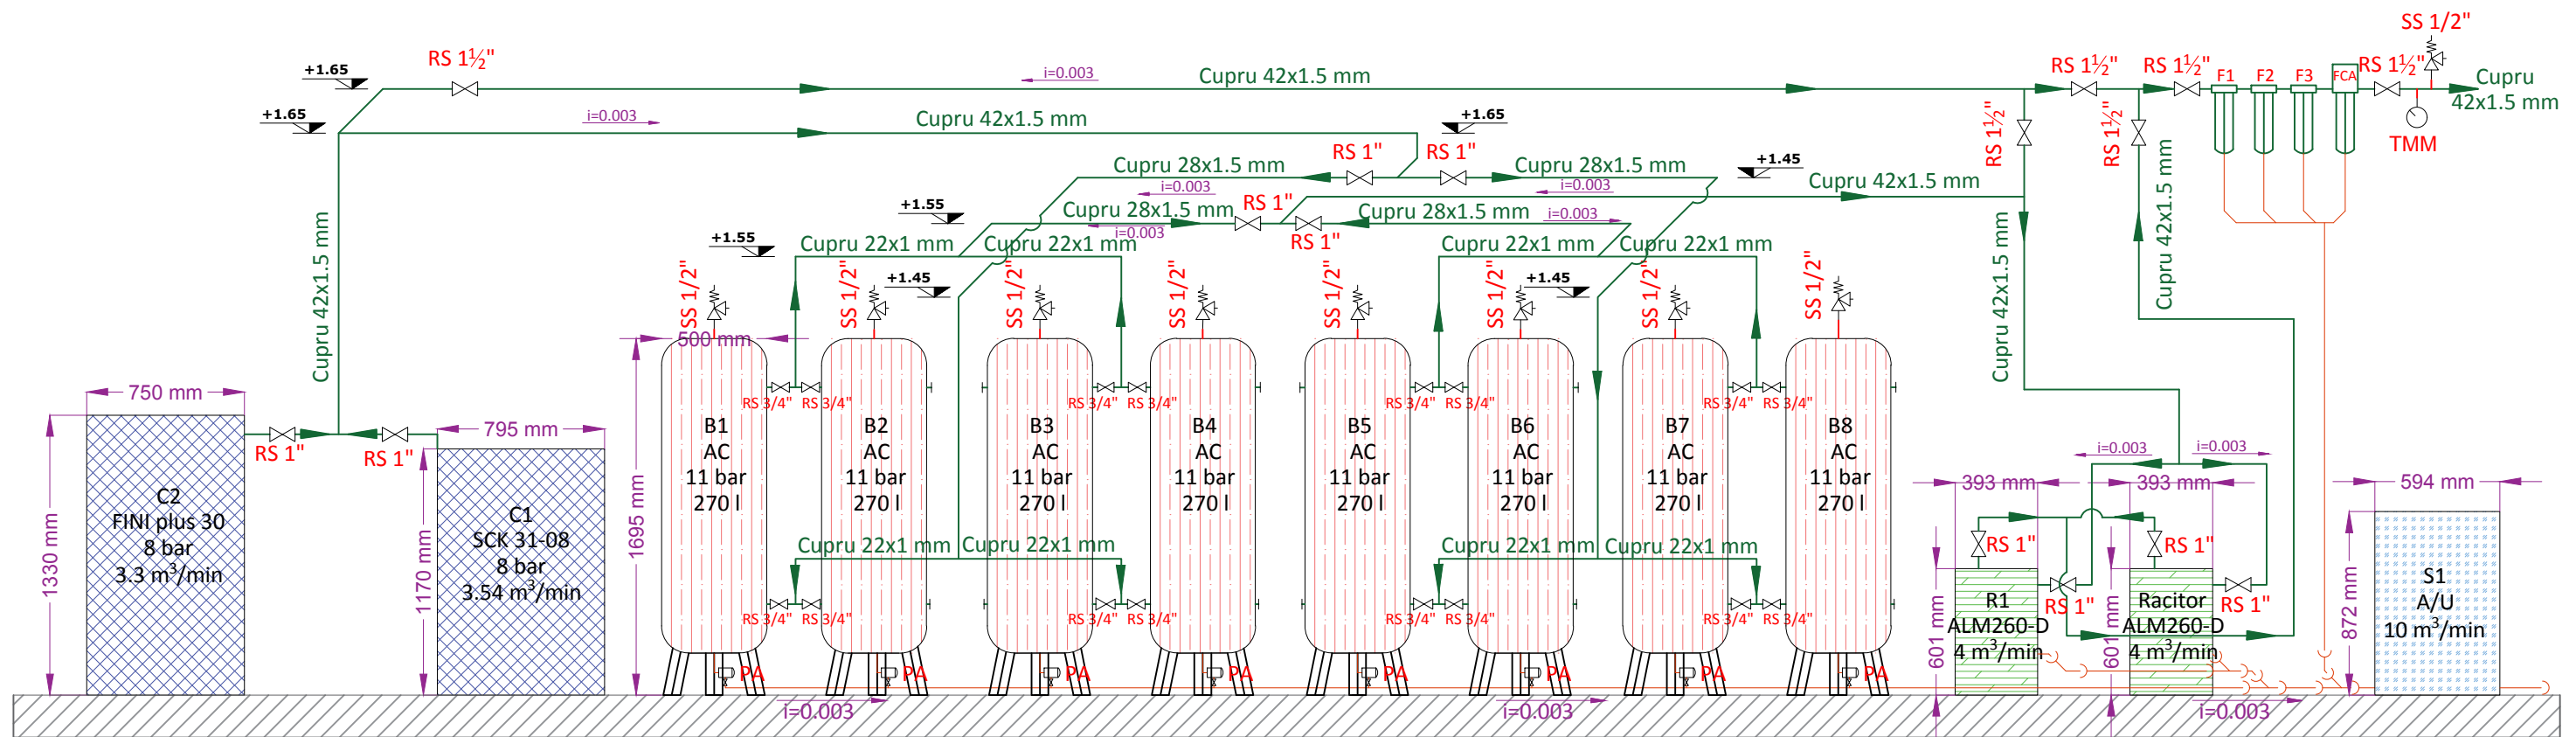 SS 1/2"
+1.65
RS 1½"
i=0.003
Cupru 42x1.5 mm
RS 1½"
RS 1½"
F1
F2
F3
FCA
RS 1½"
Cupru
42x1.5 mm
+1.65
i=0.003
Cupru 42x1.5 mm
+1.65
RS 1½"
RS 1½"
TMM
RS 1"
RS 1"
Cupru 28x1.5 mm
Cupru 28x1.5 mm
+1.45
i=0.003
i=0.003
Cupru 42x1.5 mm
+1.55
Cupru 28x1.5 mm
RS 1"
Cupru 28x1.5 mm
i=0.003
i=0.003
RS 1"
+1.55
Cupru 22x1 mm
Cupru 22x1 mm
Cupru 22x1 mm
Cupru 22x1 mm
Cupru 42x1.5 mm
Cupru 42x1.5 mm
Cupru 42x1.5 mm
+1.45
+1.45
SS 1/2"
SS 1/2"
SS 1/2"
SS 1/2"
SS 1/2"
SS 1/2"
SS 1/2"
SS 1/2"
500 mm
750 mm
795 mm
RS 1"
RS 1"
RS 3/4"
RS 3/4"
RS 3/4"
RS 3/4"
RS 3/4"
RS 3/4"
RS 3/4"
RS 3/4"
1330 mm
C2
FINI plus 30
8 bar
3.3 m³/min
1170 mm
C1
SCK 31-08
8 bar
3.54 m³/min
1695 mm
B1
AC
11 bar
270 l
B2
AC
11 bar
270 l
B3
AC
11 bar
270 l
B4
AC
11 bar
270 l
B5
AC
11 bar
270 l
B6
AC
11 bar
270 l
B7
AC
11 bar
270 l
B8
AC
11 bar
270 l
i=0.003
i=0.003
393 mm
393 mm
594 mm
Cupru 22x1 mm
Cupru 22x1 mm
Cupru 22x1 mm
Cupru 22x1 mm
RS 1"
RS 1"
RS 3/4"
RS 3/4"
RS 3/4"
RS 3/4"
RS 3/4"
RS 3/4"
RS 3/4"
RS 3/4"
601 mm
R1
ALM260-D
4 m³/min
RS 1"
601 mm
Racitor
ALM260-D
4 m³/min
RS 1"
872 mm
S1
A/U
10 m³/min
PA
PA
PA
PA
PA
PA
PA
PA
i=0.003
i=0.003
i=0.003